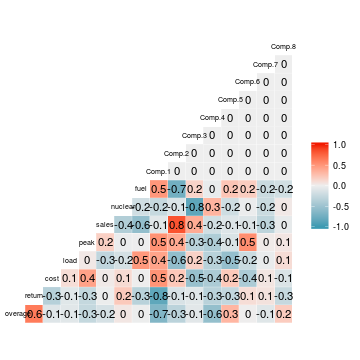 Comp.8
Comp.7 0
Comp.6 0 0
Comp.5 0 0 0
Comp.4 0 0 0 0
Comp.3 0 0 0 0 0
Comp.2 0 0 0 0 0 0
Comp.1 0 0 0 0 0 0 0
fuel 0.5 -0.7 0.2 0 0.2 0.2 -0.2 -0.2
nuclear -0.2 -0.2 -0.1 -0.8 0.3 -0.2 0 -0.2 0
sales -0.4 -0.6 -0.1 0.8 0.4 -0.2 -0.1 -0.1 -0.3 0
peak 0.2 0 0 0.5 0.4 -0.3 -0.4 -0.1 0.5 0 0.1
load 0 -0.3 -0.2 0.5 0.4 -0.6 0.2 -0.3 -0.5 -0.2 0 0.1
cost 0.1 0.4 0 0.1 0 0.5 0.2 -0.5 -0.4 0.2 -0.4 0.1 -0.1
return -0.3 -0.1 -0.3 0 0.2 -0.3 -0.8 -0.1 -0.1 -0.3 -0.3 0.1 0.1 -0.3
0.6 -0.1 -0.1 -0.3 -0.2 0 0 -0.7 -0.3 -0.1 -0.6 0.3 0 -0.1 0.2
1.0
0.5
0.0
-0.5
-1.0